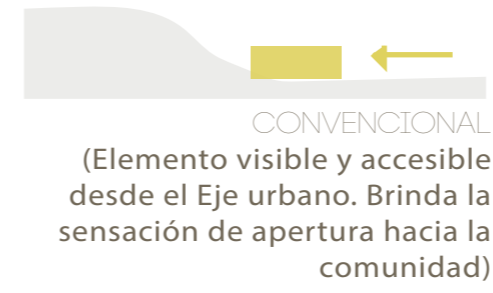 CONVENCIONAL
(Elemento visible y accesible
desde el Eje urbano. Brinda la
sensación de apertura hacia la
comunidad)